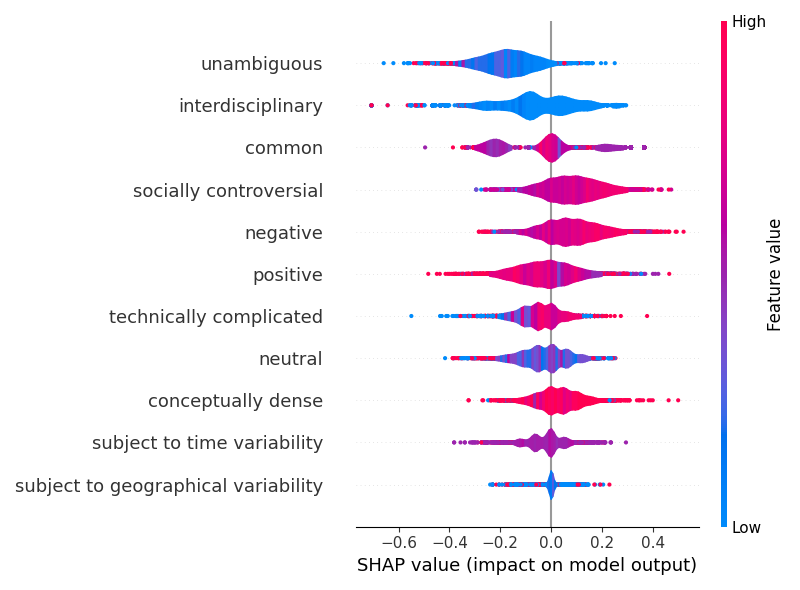 High
unambiguous
interdisciplinary
common
socially controversial
negative
positive
technically complicated
neutral
conceptually dense
subject to time variability
subject to geographical variability
Feature value
Low
−0.6 −0.4 −0.2 0.0 0.2 0.4
SHAP value (impact on model output)